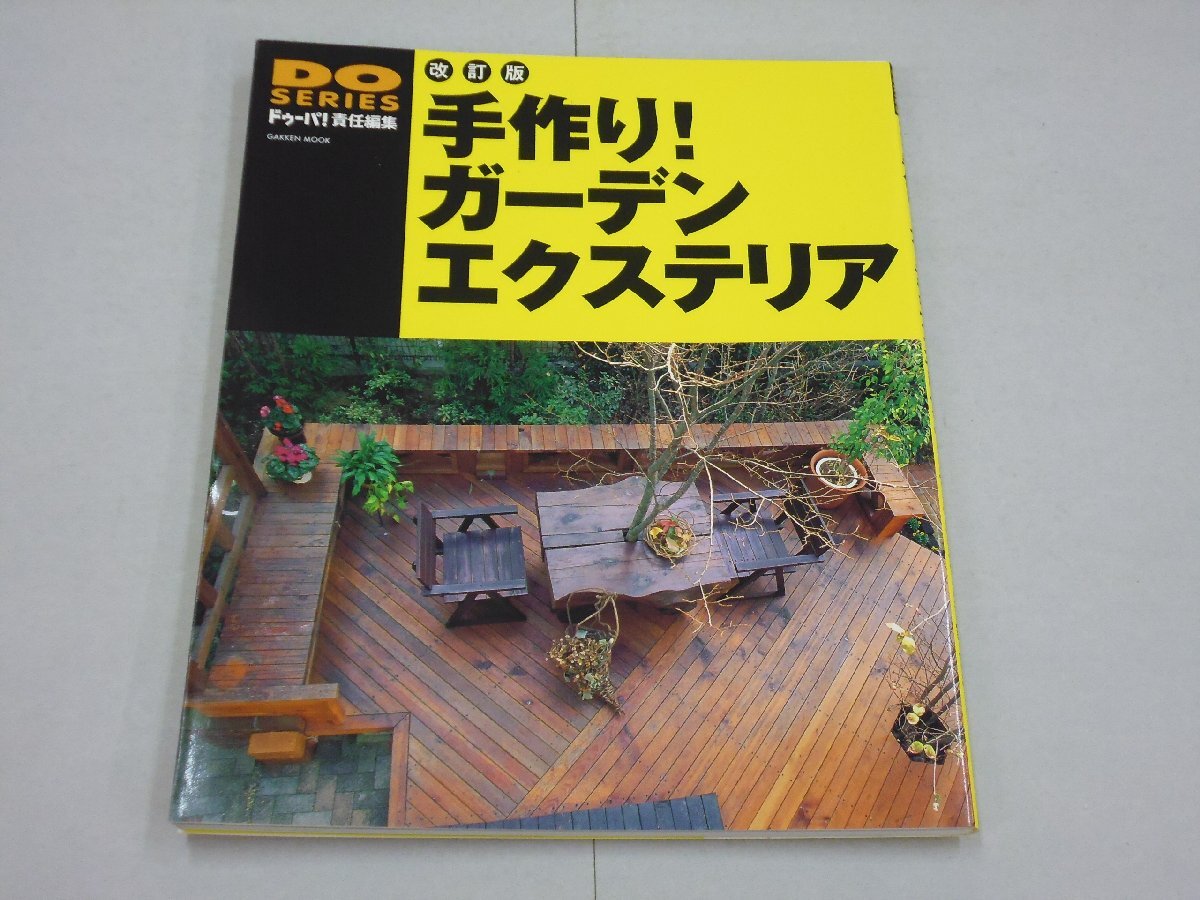 DO
SERIES
ドゥーパ!責任編集
GAKKEN MOOK
改訂版
手作り!
ガーデン
エクステリア